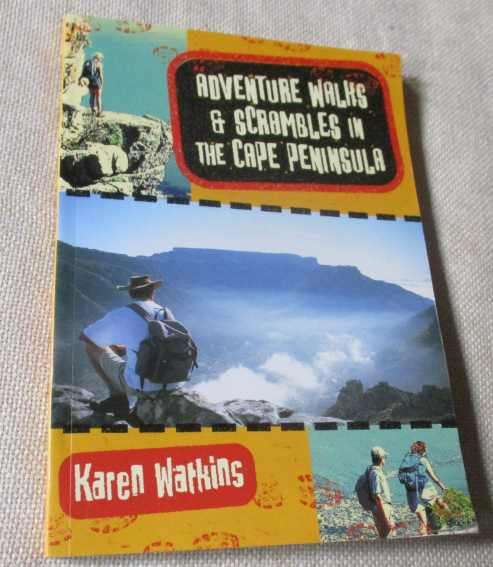 ADVENTURE WALKS
& SCRAMBLES IN
THE CAPE PENINSULA
Karen Watkins